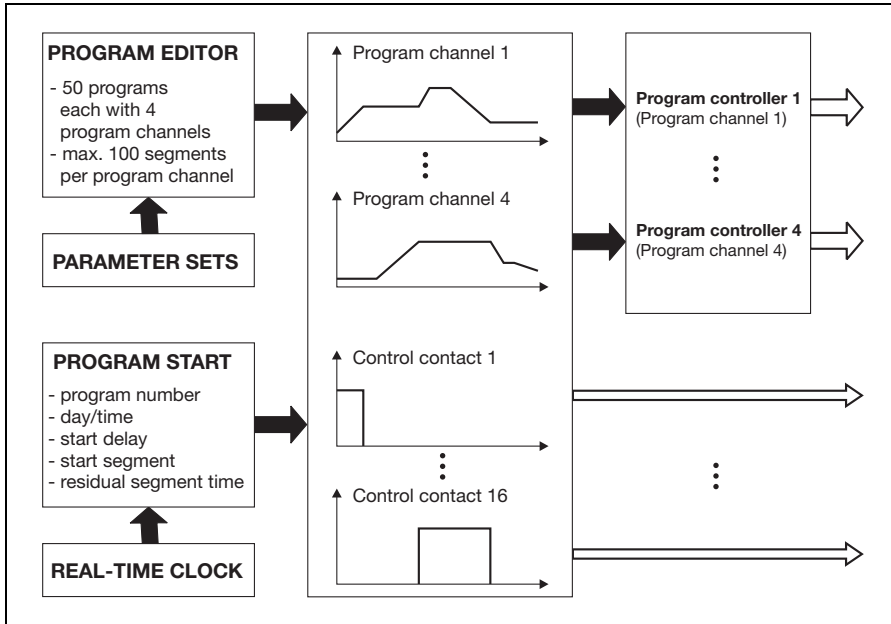 PROGRAM EDITOR
- 50 programs
each with 4
program channels
- max. 100 segments
per program channel
PARAMETER SETS
PROGRAM START
- program number
- day/time
- start delay
- start segment
- residual segment time
REAL-TIME CLOCK
Program channel 1
Program channel 4
Control contact 1
Control contact 16
Program controller 1
(Program channel 1)
Program controller 4
(Program channel 4)